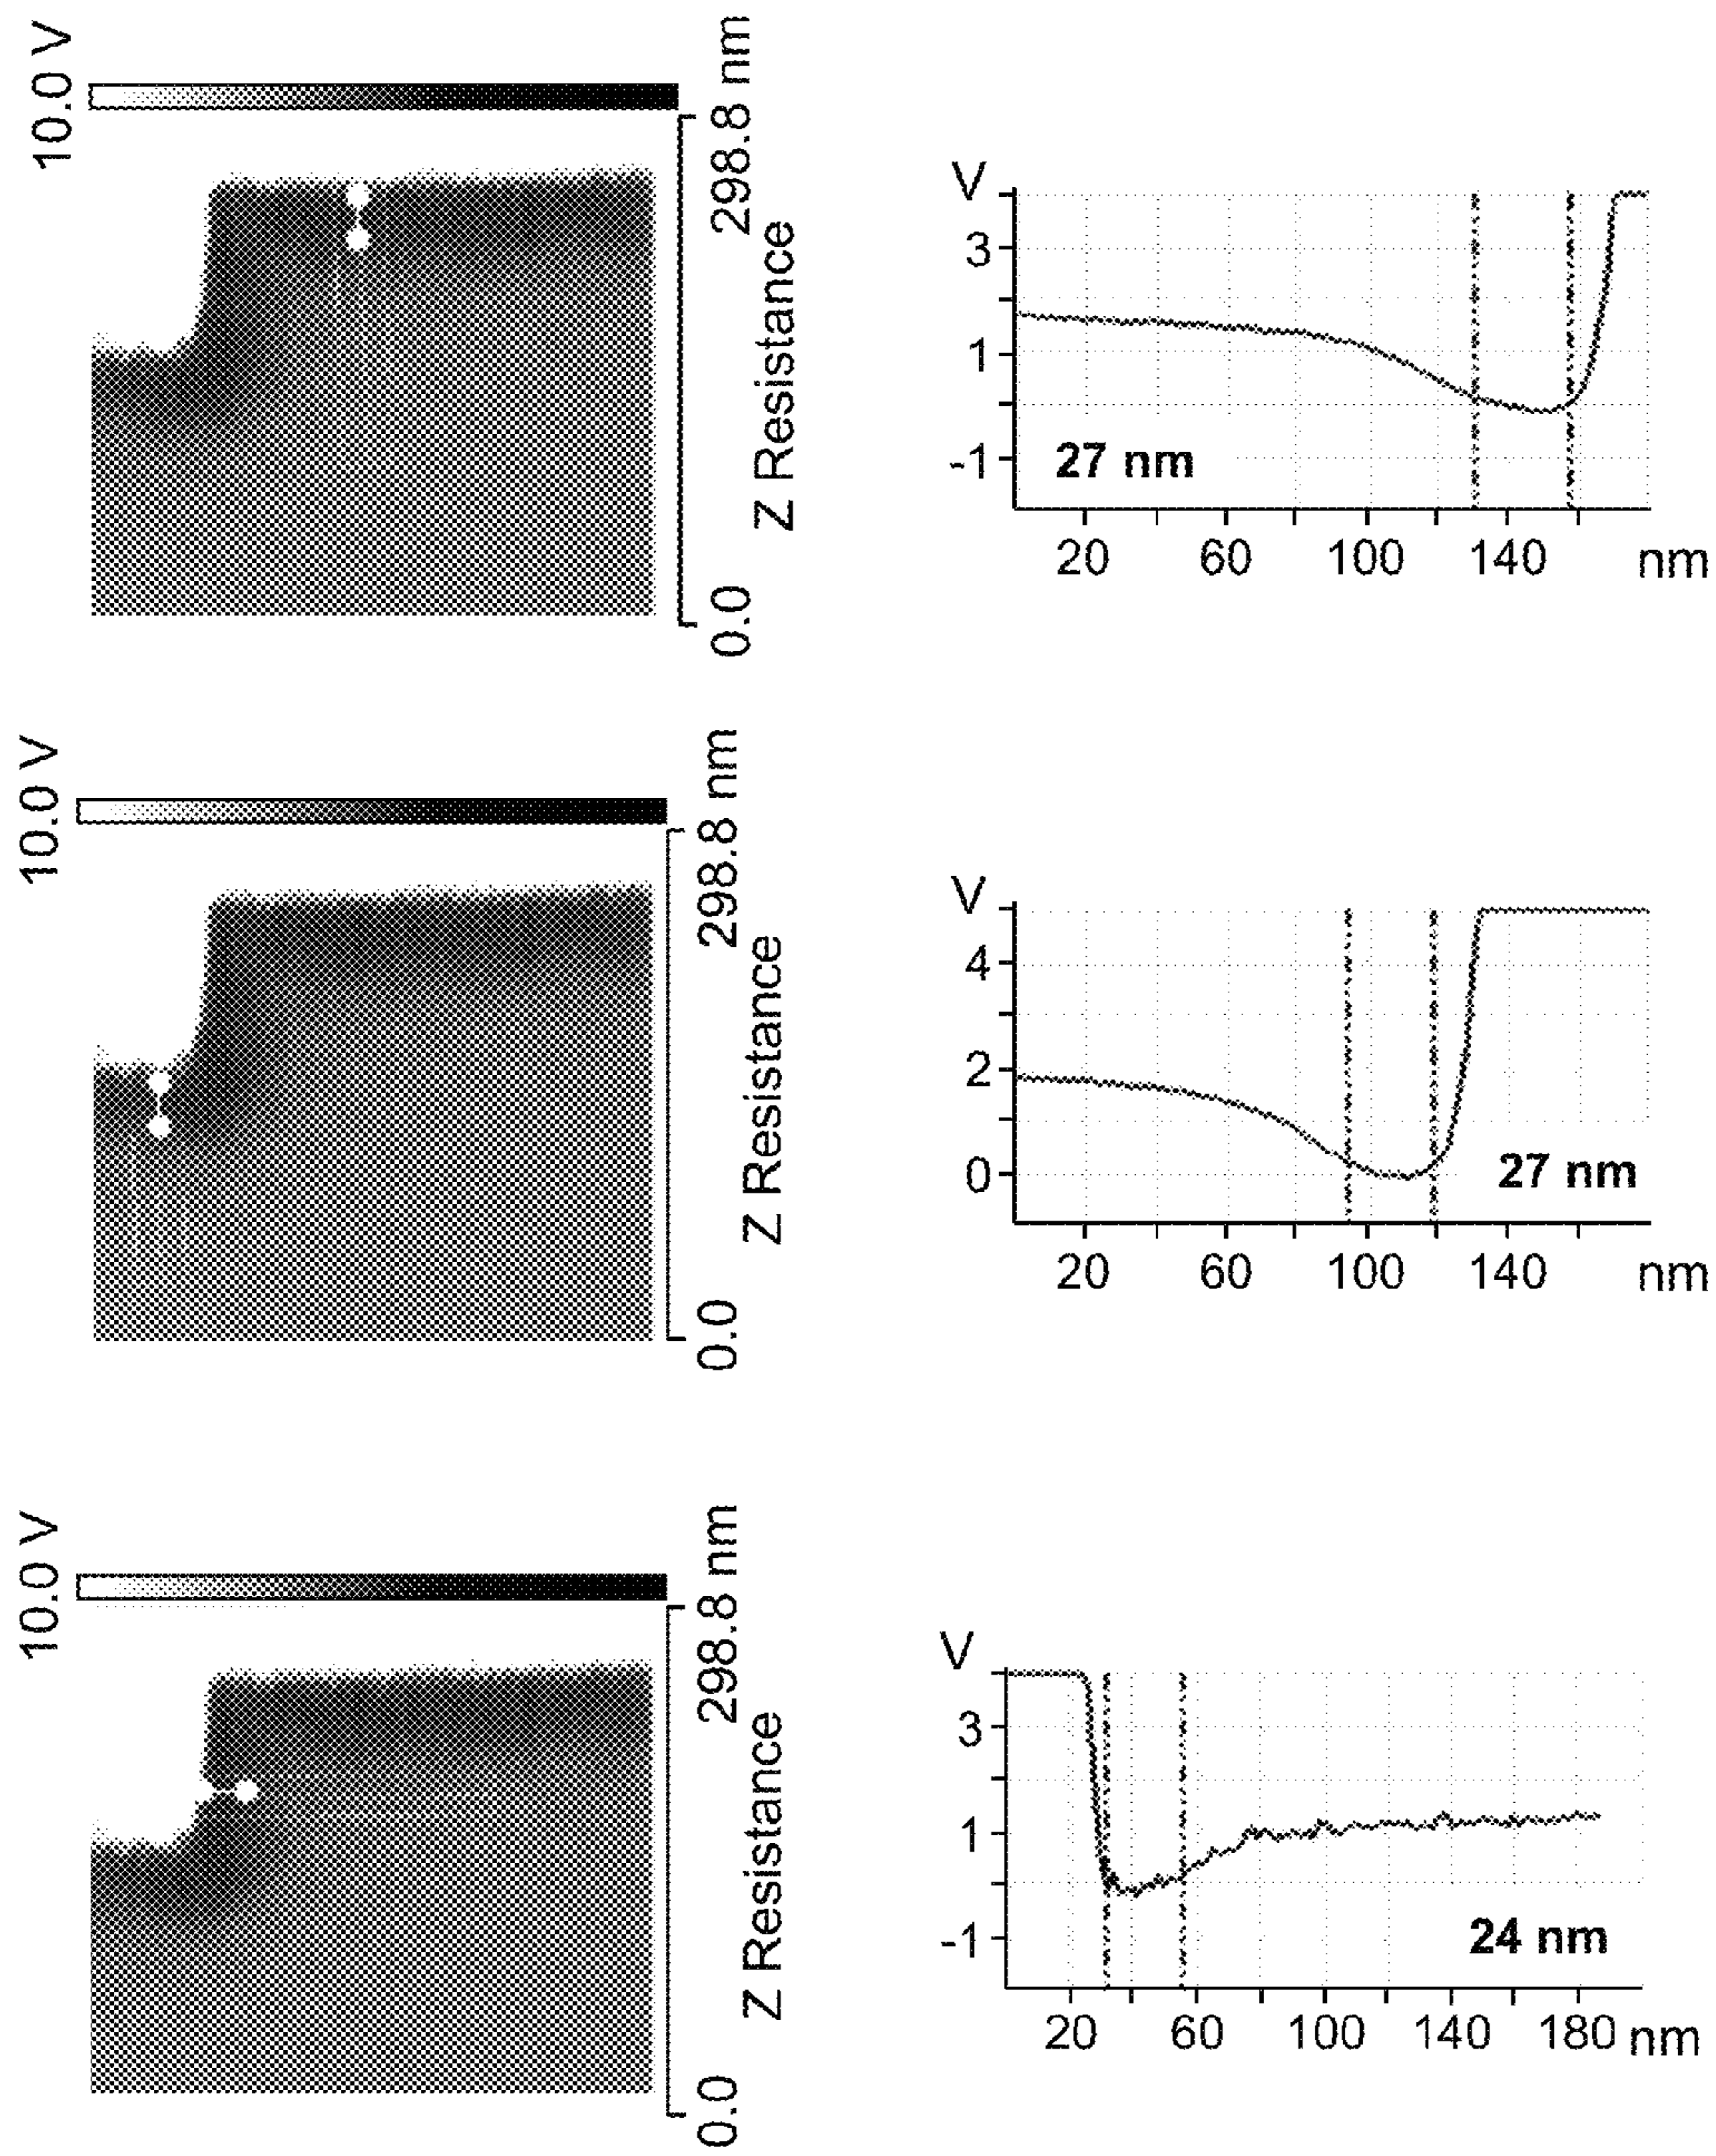 10.0 V
298.8 nm
Z Resistance
0.0
V
3
1
-1
27 nm
20 60 100 140 nm
10.0 V
298.8 nm
Z Resistance
0.0
V
4
2
0
27 nm
20 60 100 140 nm
10.0 V
298.8 nm
Z Resistance
0.0
V
3
1
-1
24 nm
20 60 100 140 180 nm